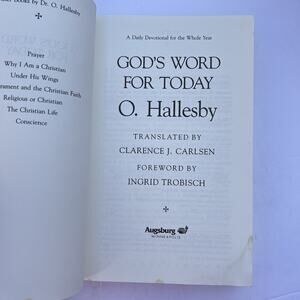 Books by Dr. O. Hallesby
Prayer
Why I Am a Christian
Under His Wings
and the Christian Faith
Religious or Christian
The Christian Life
Conscience
A Daily Devotional for the Whole Year
GOD'S WORD
FOR TODAY
O. Hallesby
TRANSLATED BY
CLARENCE J. CARLSEN
FOREWORD BY
INGRID TROBISCH
Augsburg
MINNEAPOLIS